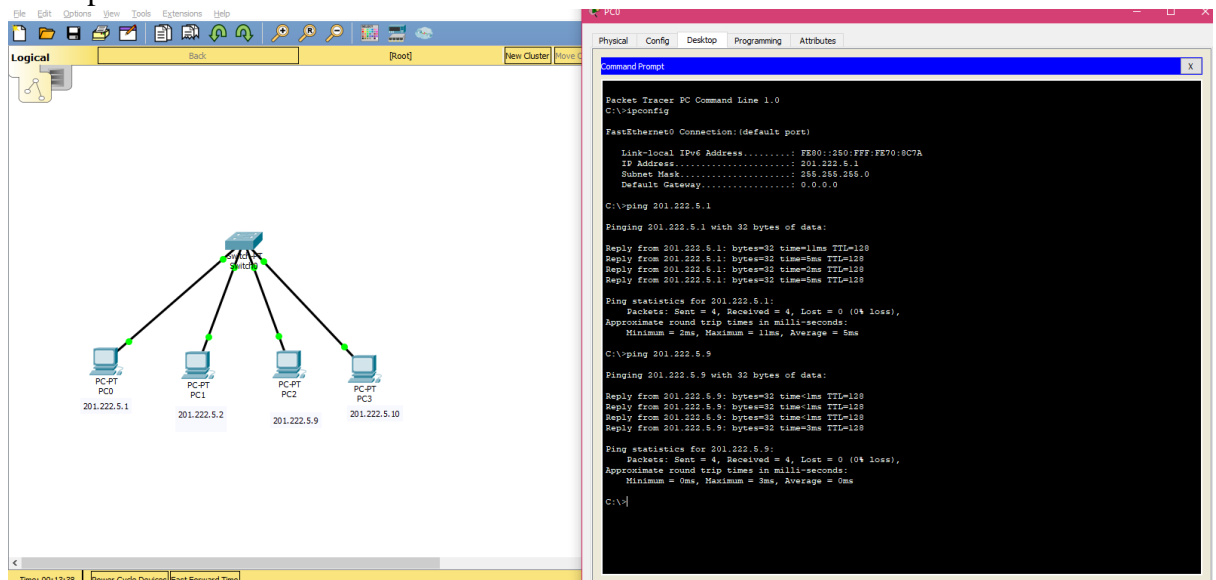 File Edit Options View Tools Extensions Help
Logical
Back
[Root]
New Cluster
Switch-PT
Switch0
PC-PT
PC0
201.222.5.1
PC-PT
PC1
201.222.5.2
PC-PT
PC2
201.222.5.9
PC-PT
PC3
201.222.5.10
Time: 00:13:38
Power Cycle Devices
Fast Forward Time
PC0
Physical Config Desktop Programming Attributes
Command Prompt
X
Packet Tracer PC Command Line 1.0
C:\>ipconfig
FastEthernet0 Connection:(default port)
Link-local IPv6 Address.........: FE80::250:FFF:FE70:8C7A
IP Address......................: 201.222.5.1
Subnet Mask.....................: 255.255.255.0
Default Gateway.................: 0.0.0.0
C:\>ping 201.222.5.1
Pinging 201.222.5.1 with 32 bytes of data:
Reply from 201.222.5.1: bytes=32 time=11ms TTL=128
Reply from 201.222.5.1: bytes=32 time=5ms TTL=128
Reply from 201.222.5.1: bytes=32 time=2ms TTL=128
Reply from 201.222.5.1: bytes=32 time=5ms TTL=128
Ping statistics for 201.222.5.1:
Packets: Sent = 4, Received = 4, Lost = 0 (0% loss),
Approximate round trip times in milli-seconds:
Minimum = 2ms, Maximum = 11ms, Average = 5ms
C:\>ping 201.222.5.9
Pinging 201.222.5.9 with 32 bytes of data:
Reply from 201.222.5.9: bytes=32 time<1ms TTL=128
Reply from 201.222.5.9: bytes=32 time<1ms TTL=128
Reply from 201.222.5.9: bytes=32 time<1ms TTL=128
Reply from 201.222.5.9: bytes=32 time=3ms TTL=128
Ping statistics for 201.222.5.9:
Packets: Sent = 4, Received = 4, Lost = 0 (0% loss),
Approximate round trip times in milli-seconds:
Minimum = 0ms, Maximum = 3ms, Average = 0ms
C:\>